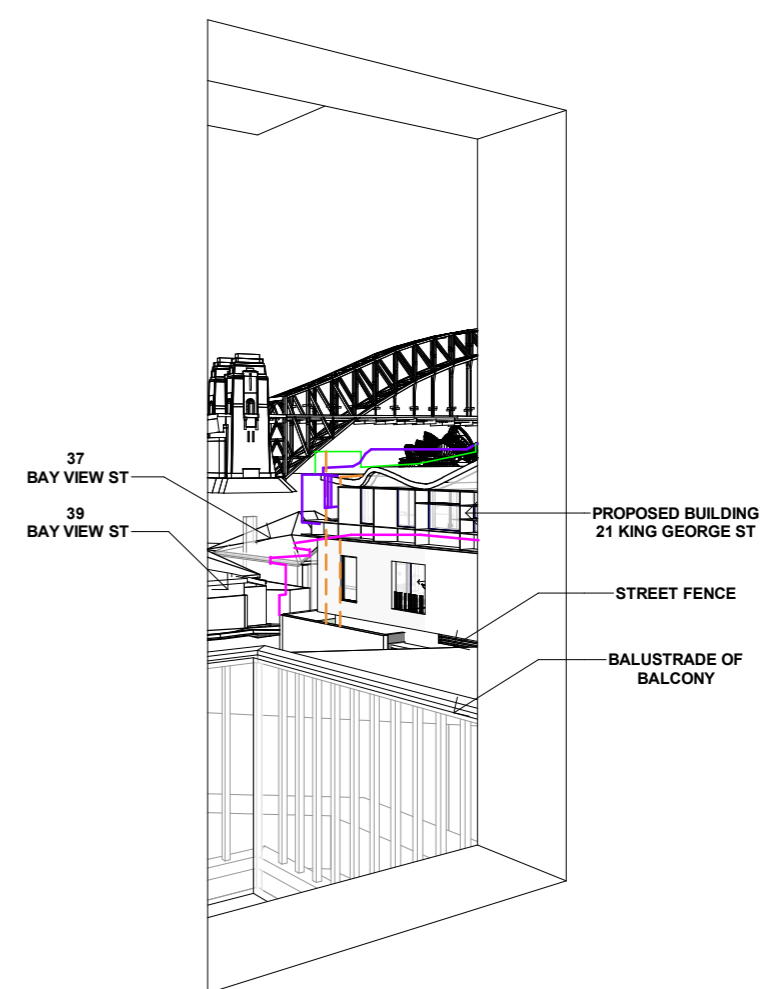 37
BAY VIEW ST
39
BAY VIEW ST
PROPOSED BUILDING
21 KING GEORGE ST
STREET FENCE
BALUSTRADE OF
BALCONY